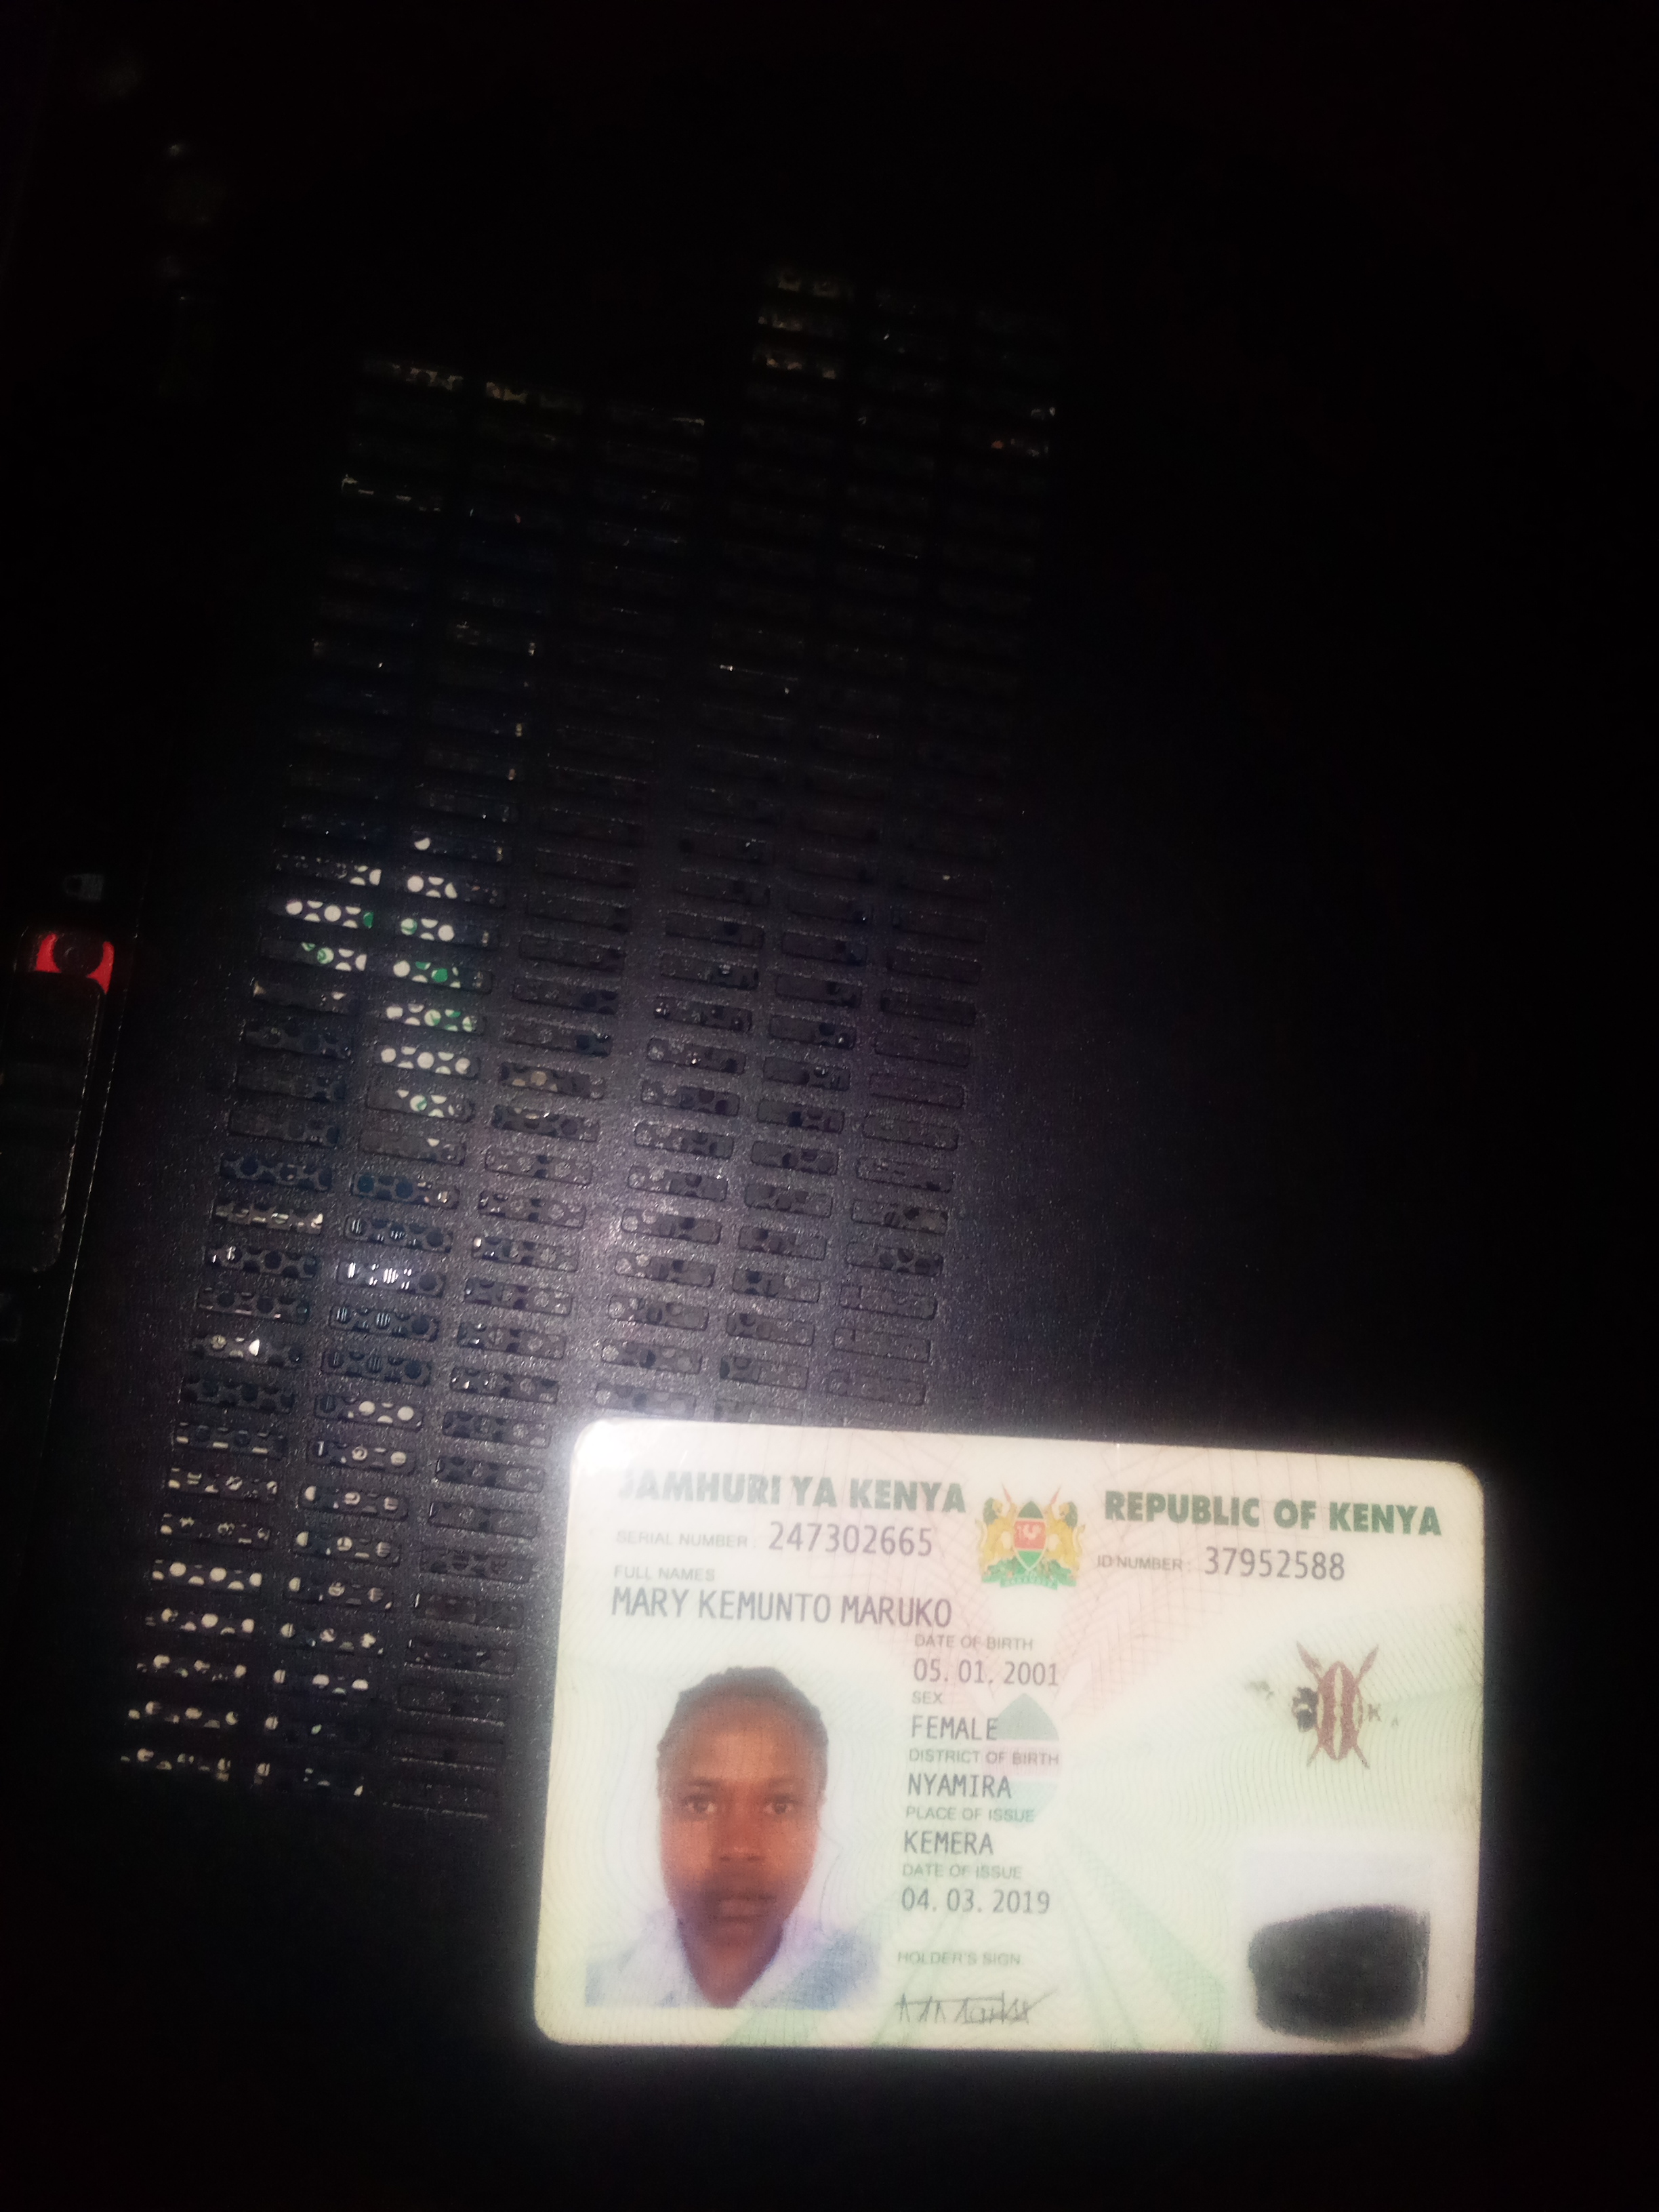 JAMHURI YA KENYA
REPUBLIC OF KENYA
SERIAL NUMBER: 247302665
ID NUMBER: 37952588
FULL NAMES
MARY KEMUNTO MARUKO
DATE OF BIRTH
05. 01. 2001
SEX
FEMALE
DISTRICT OF BIRTH
NYAMIRA
PLACE OF ISSUE
KEMERA
DATE OF ISSUE
04. 03. 2019
HOLDER'S SIGN